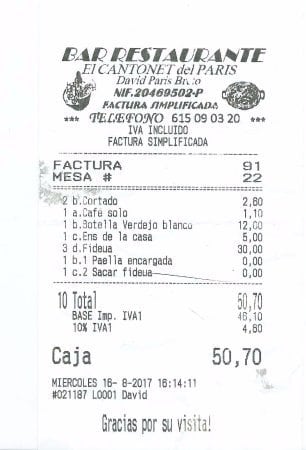 BAR RESTAURANTE
El CANTONET del PARIS
David Paris
NIF.20469502-P
FACTURA SIMPLIFICADA
*** TELEFONO 615 09 03 20 ***
IVA INCLUIDO
FACTURA SIMPLIFICADA
FACTURA 91
MESA # 22
2 b.Cortado 2,60
1 a.Cafe solo 1,10
1 b.Botella Verdejo blanco 12,00
1 c.Ens de la casa 5,00
3 d.Fideua 30,00
1 b.1 Paella encargada 0,00
1 c.2 Sacar fideua 0,00
10 Total 50,70
BASE Imp. IVA1 46,10
10% IVA1 4,60
Caja 50,70
MIERCOLES 16- 8-2017 16:14:11
#021187 L0001 David
Gracias por su visita!